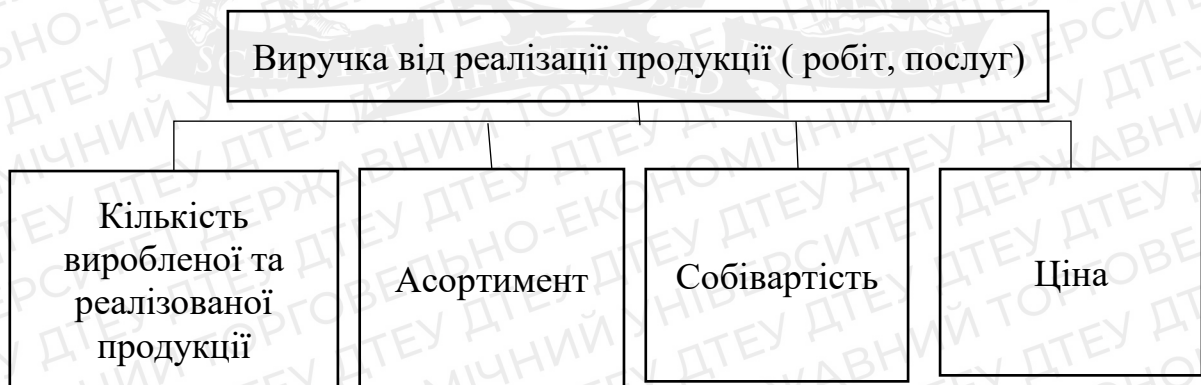 Виручка від реалізації продукції ( робіт, послуг)
Кількість
виробленої та
реалізованої
продукції
Асортимент
Собівартість
Ціна